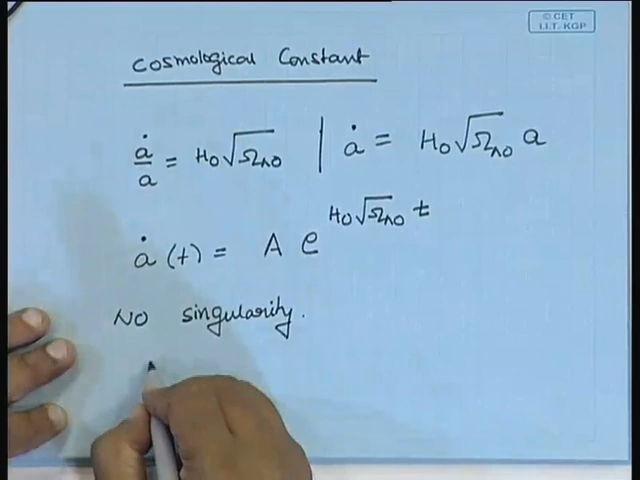 © CET
I.I.T. KGP
Cosmological Constant
ȧ/a = H₀√Ω_Λ0 | ȧ = H₀√Ω_Λ0 a
ȧ (t) = A e^(H₀√Ω_Λ0 t)
No singularity.